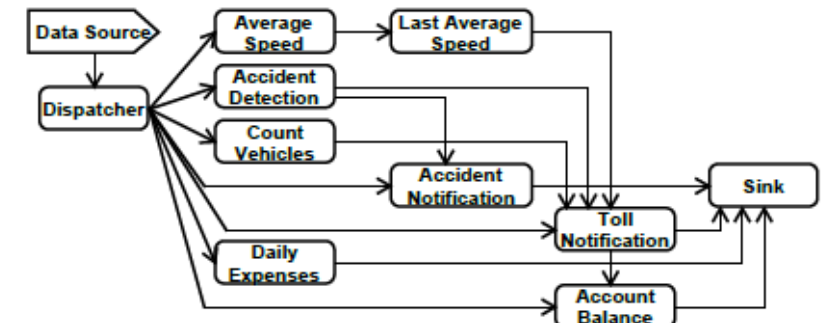 Data Source
Average
Speed
Last Average
Speed
Accident
Detection
Dispatcher
Count
Vehicles
Accident
Notification
Sink
Toll
Notification
Daily
Expenses
Account
Balance